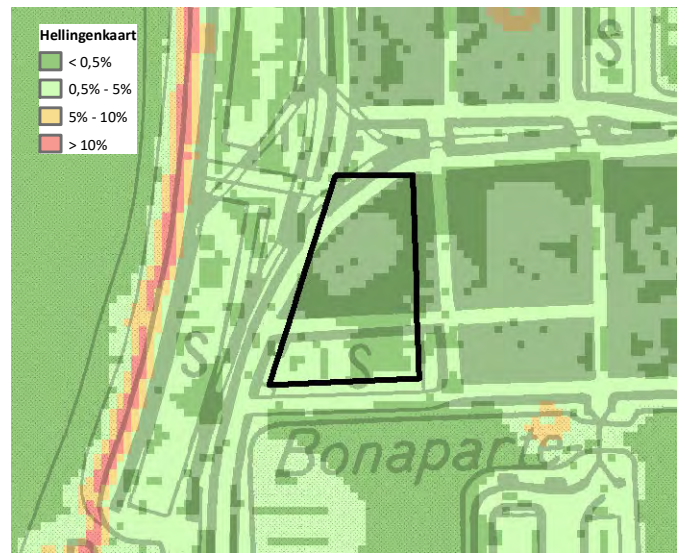 Hellingenkaart
< 0,5%
0,5% - 5%
5% - 10%
> 10%
S
S
S
Bonaparte